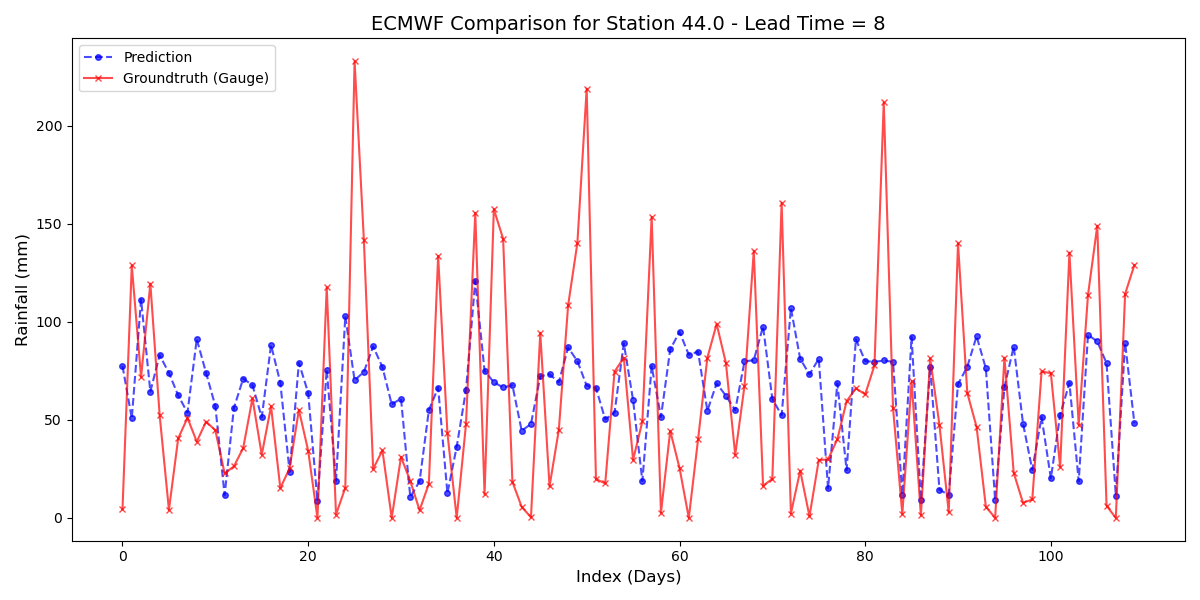 ECMWF Comparison for Station 44.0 - Lead Time = 8
Prediction
Groundtruth (Gauge)
Rainfall (mm)
200
150
100
50
0
0 20 40 60 80 100
Index (Days)